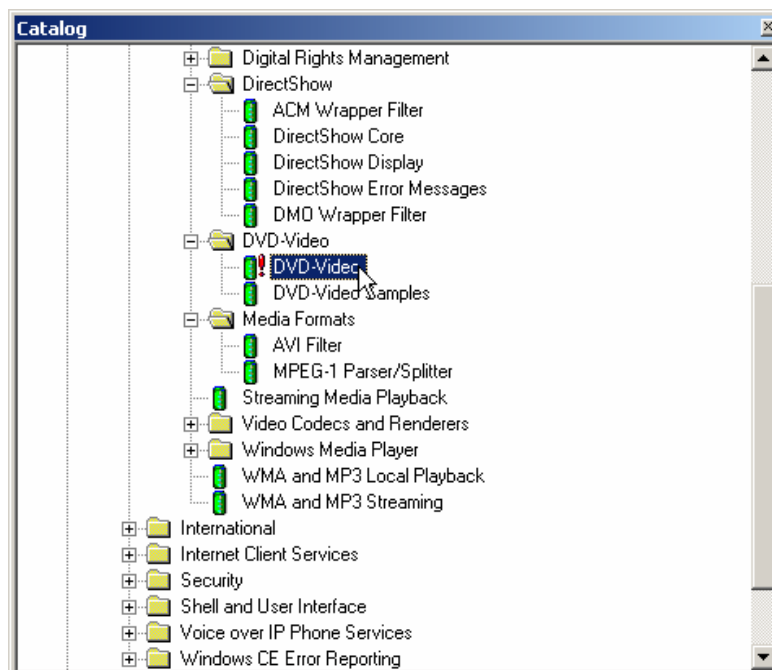 Catalog
Digital Rights Management
DirectShow
ACM Wrapper Filter
DirectShow Core
DirectShow Display
DirectShow Error Messages
DMO Wrapper Filter
DVD-Video
DVD-Video
DVD-Video Samples
Media Formats
AVI Filter
MPEG-1 Parser/Splitter
Streaming Media Playback
Video Codecs and Renderers
Windows Media Player
WMA and MP3 Local Playback
WMA and MP3 Streaming
International
Internet Client Services
Security
Shell and User Interface
Voice over IP Phone Services
Windows CE Error Reporting